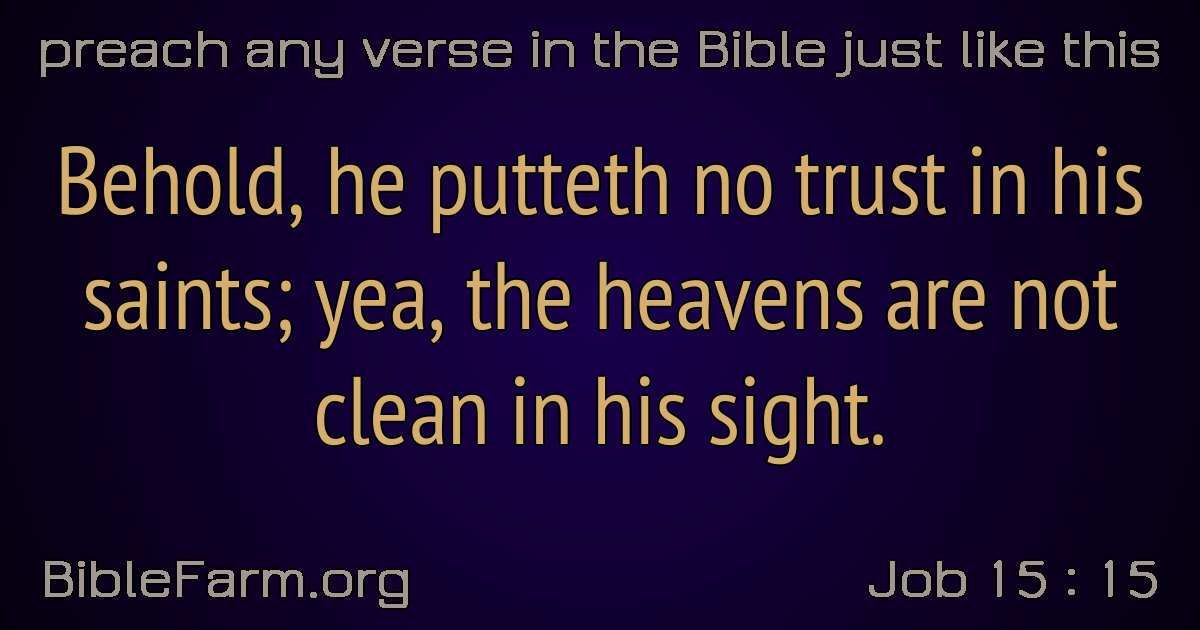 preach any verse in the Bible just like this
Behold, he putteth no trust in his
saints; yea, the heavens are not
clean in his sight.
BibleFarm.org
Job 15 : 15